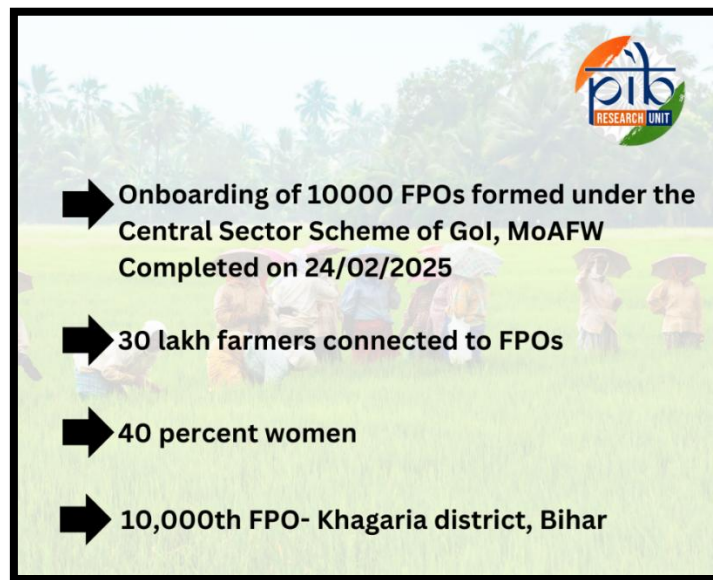 pib
RESEARCH UNIT
Onboarding of 10000 FPOs formed under the
Central Sector Scheme of GoI, MoAFW
Completed on 24/02/2025
30 lakh farmers connected to FPOs
40 percent women
10,000th FPO- Khagaria district, Bihar